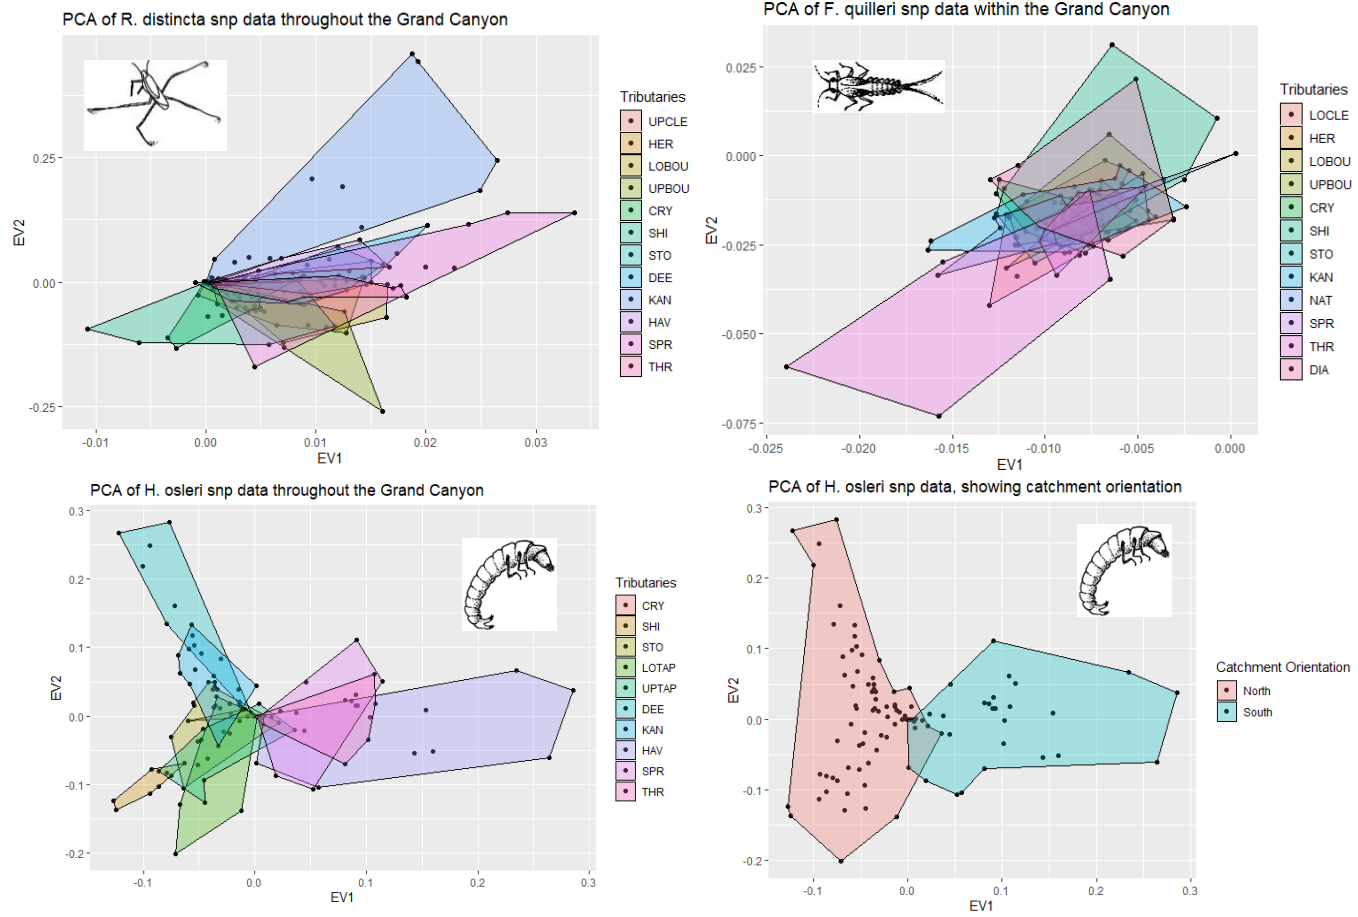 PCA of R. distincta snp data throughout the Grand Canyon
0.25
0.00
-0.25
EV2
-0.01
0.00
0.01
0.02
0.03
EV1
Tributaries
UPCLE
HER
LOBOU
UPBOU
CRY
SHI
STO
DEE
KAN
HAV
SPR
THR
PCA of F. quilleri snp data within the Grand Canyon
0.025
0.000
-0.025
-0.050
-0.075
EV2
-0.025
-0.020
-0.015
-0.010
-0.005
0.000
EV1
Tributaries
LOCLE
HER
LOBOU
UPBOU
CRY
SHI
STO
KAN
NAT
SPR
THR
DIA
PCA of H. osleri snp data throughout the Grand Canyon
0.3
0.2
0.1
0.0
-0.1
-0.2
EV2
-0.1
0.0
0.1
0.2
0.3
EV1
Tributaries
CRY
SHI
STO
LOTAP
UPTAP
DEE
KAN
HAV
SPR
THR
PCA of H. osleri snp data, showing catchment orientation
0.3
0.2
0.1
0.0
-0.1
-0.2
EV2
-0.1
0.0
0.1
0.2
0.3
EV1
Catchment Orientation
North
South